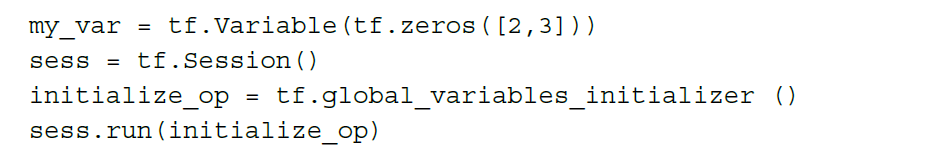 my_var = tf.Variable(tf.zeros([2,3]))
sess = tf.Session()
initialize_op = tf.global_variables_initializer ()
sess.run(initialize_op)